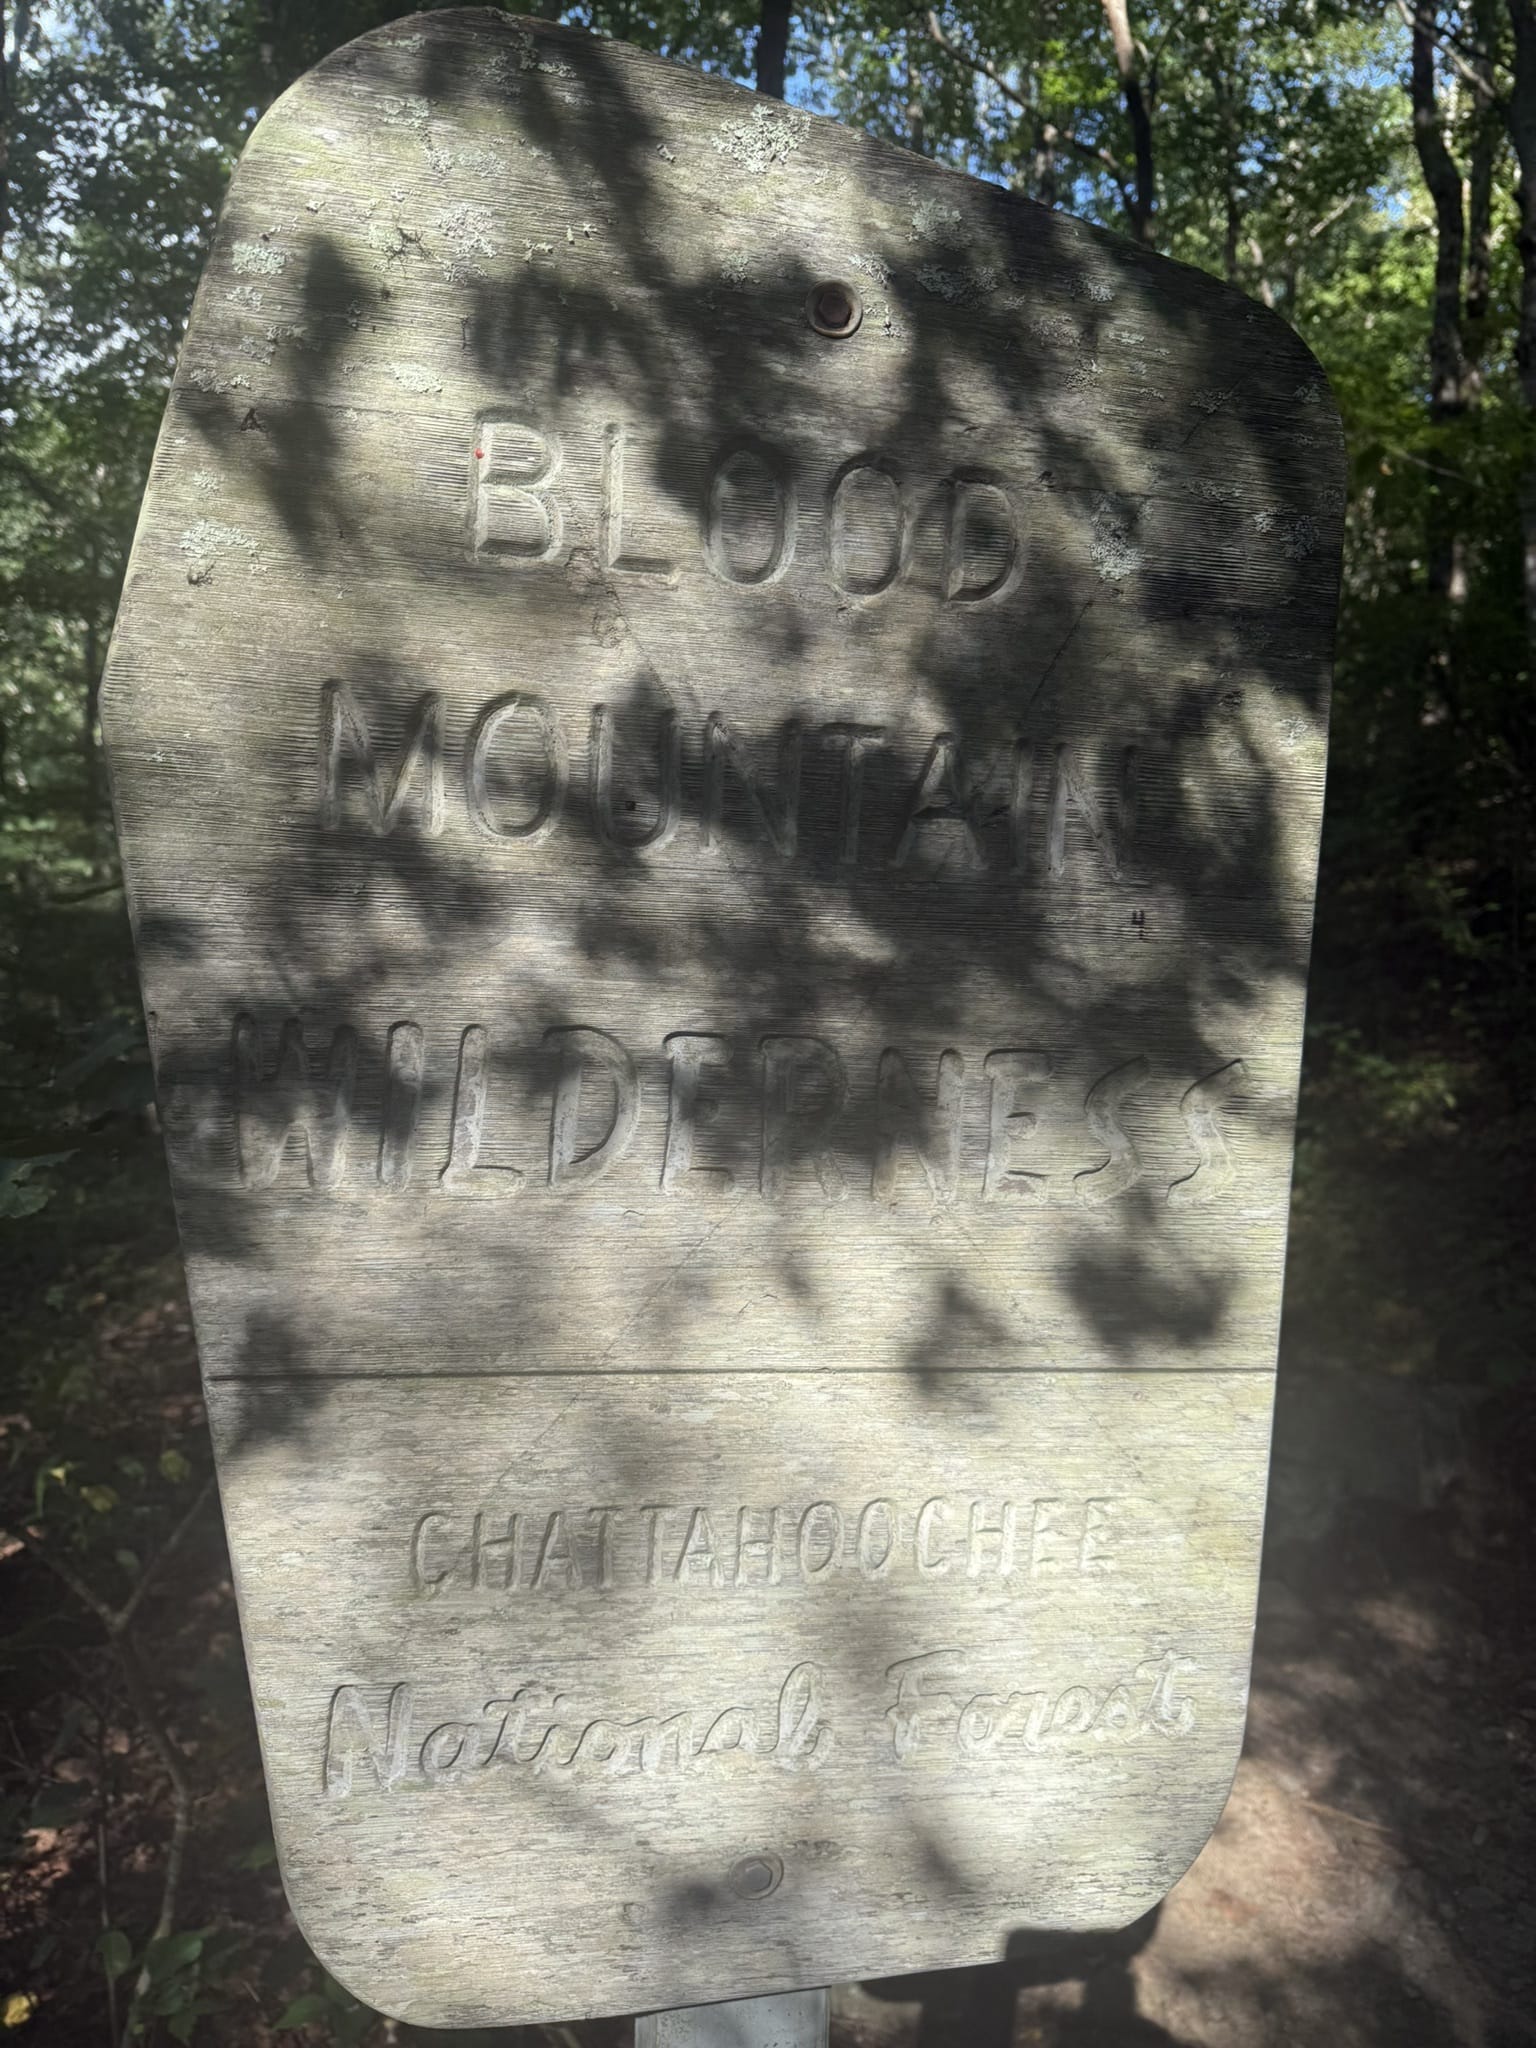 BLOOD
MOUNTAIN
WILDERNESS
CHATTAHOOCHEE
National Forest